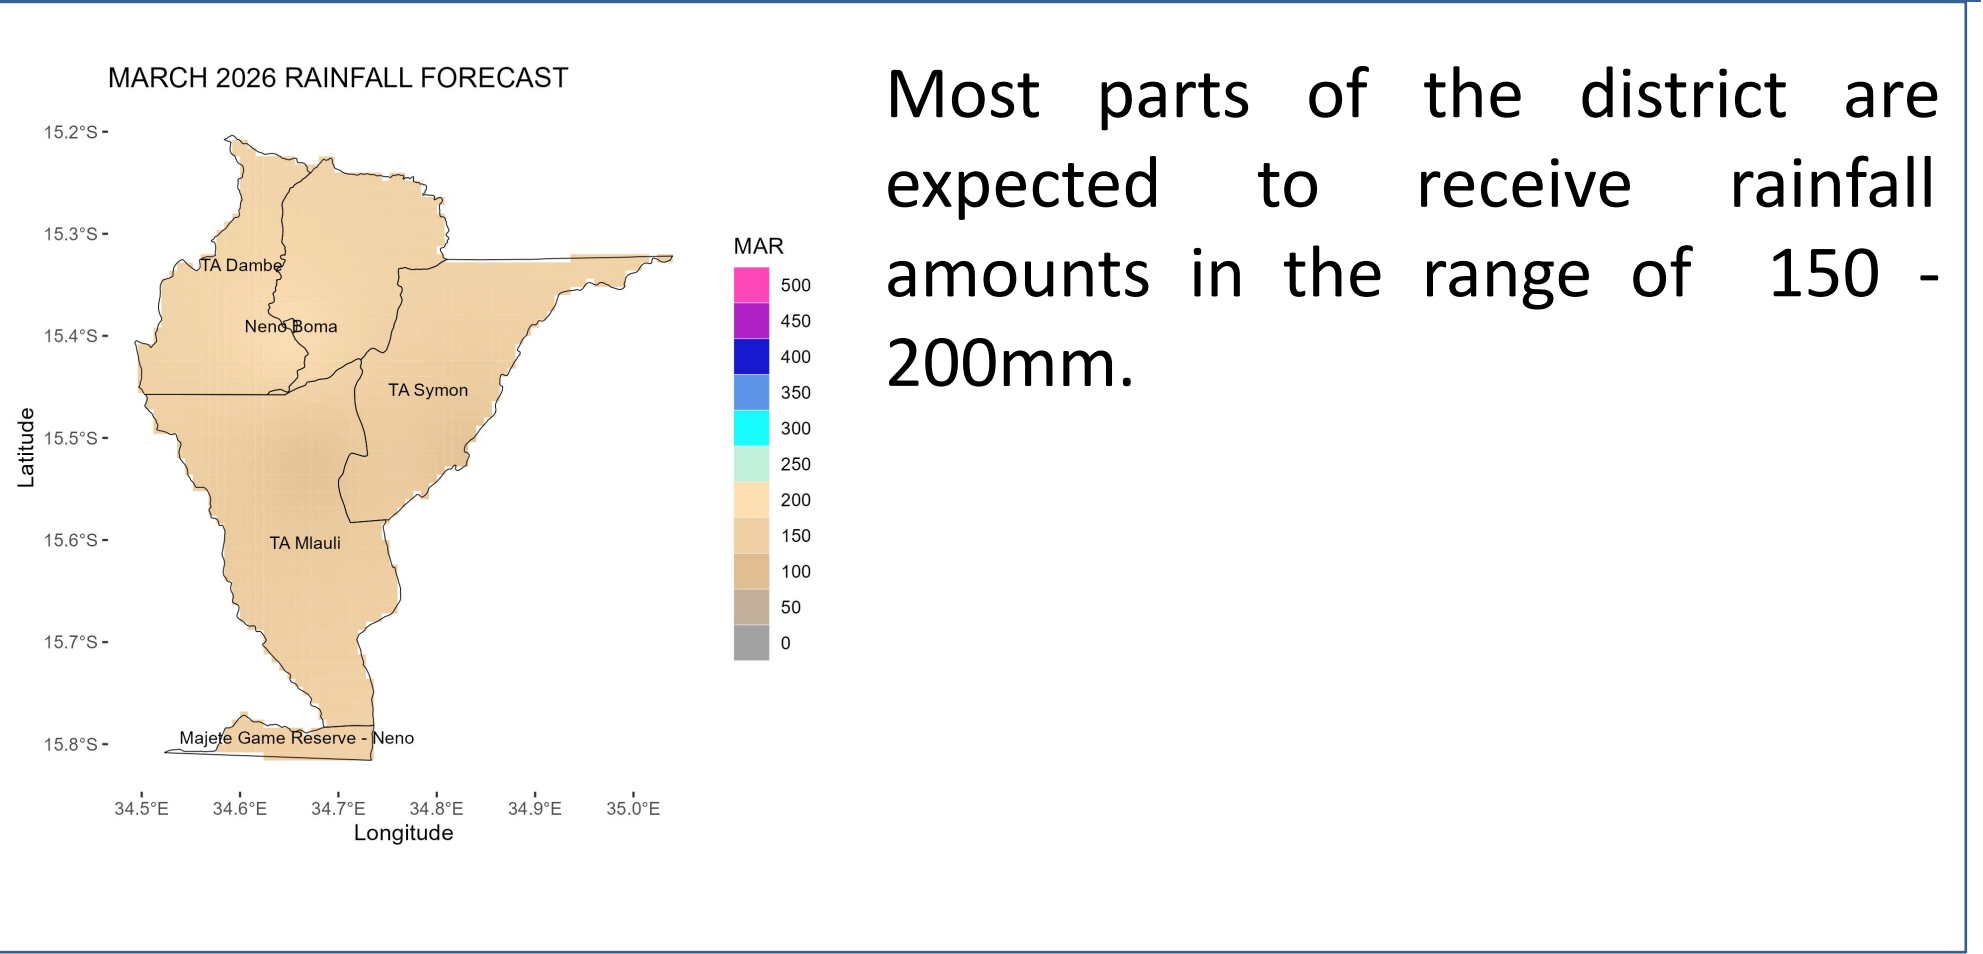 MARCH 2026 RAINFALL FORECAST
15.2°S
15.3°S
15.4°S
15.5°S
15.6°S
15.7°S
15.8°S
Latitude
TA Dambe
Neno Boma
TA Symon
TA Mlauli
Majete Game Reserve - Neno
34.5°E 34.6°E 34.7°E 34.8°E 34.9°E 35.0°E
Longitude
MAR
500
450
400
350
300
250
200
150
100
50
0
Most parts of the district are
expected to receive rainfall
amounts in the range of 150 -
200mm.